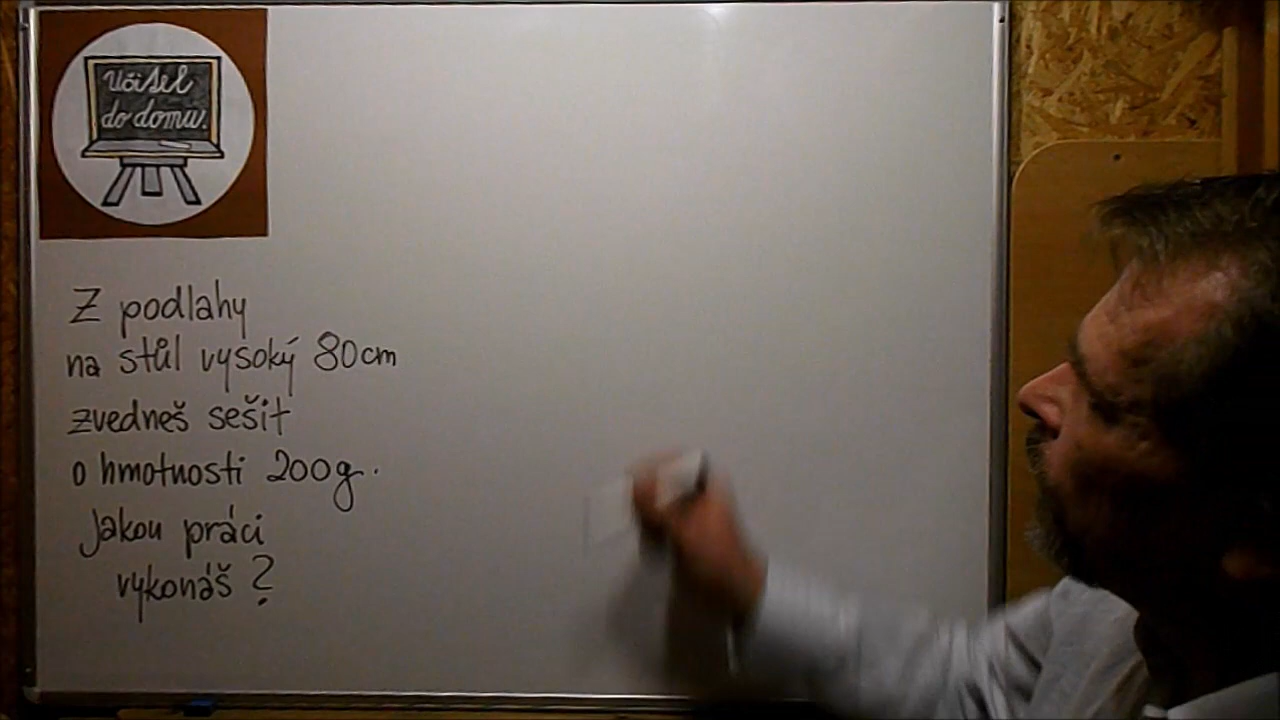 Učitel
do domu.
Z podlahy
na stůl vysoký 80cm
zvedneš sešit
o hmotnosti 200g.
Jakou práci
vykonáš?